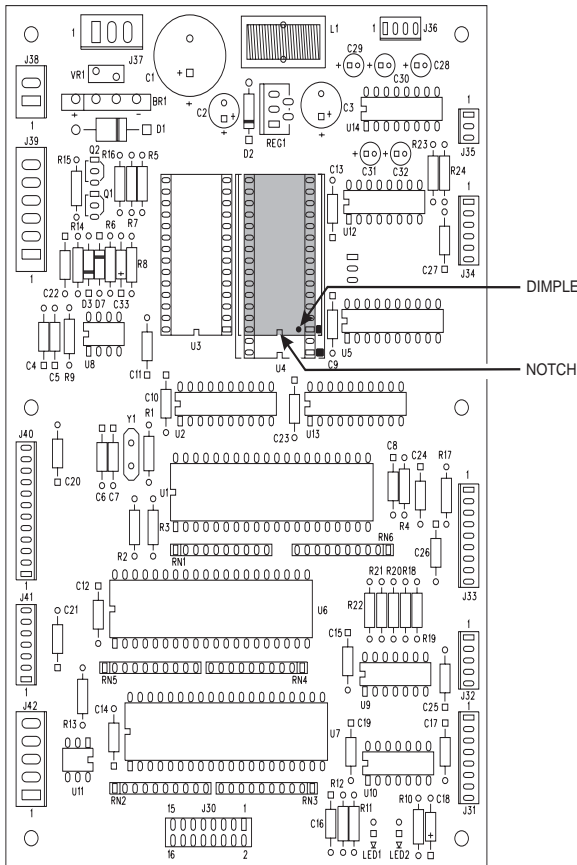 1
J37
L1
1
J36
J38
VR1
C1
+
+
C29
+
C30
+
+
C28
1
+
BR1
-
D1
C2
+
D2
REG1
C3
+
+
U14
1
J35
J39
R15
Q2
R16
R5
C13
C31
+
+
C32
R23
R24
Q1
1
R14
R6
R7
U12
1
J34
R8
C27
DIMPLE
C22
D3
D7
C33
+
U3
NOTCH
U4
C9
U5
C4
C5
R9
U8
C11
C10
U2
C23
U13
J40
Y1
R1
C20
C6
C7
U1
C8
C24
R17
R4
R2
R3
C26
1
RN1
RN6
J33
C12
R21
R20
R18
J41
C21
U6
R22
R19
1
C15
1
RN5
RN4
J32
U9
C25
R13
J42
C14
U7
C19
C17
1
U11
RN2
RN3
U10
J31
1
15
J30
1
R12
R11
R10
C18
C16
16
2
LED1
LED2
+